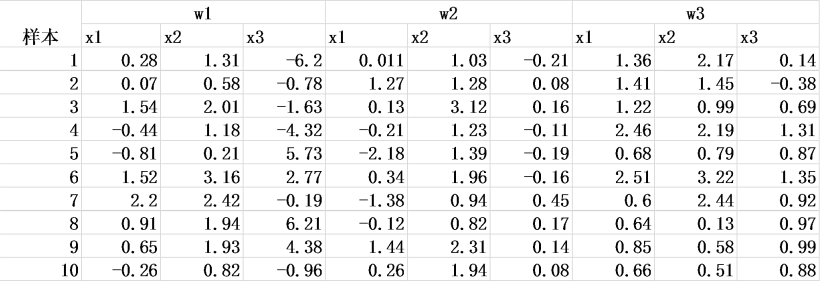 w1 w2 w3
样本 x1 x2 x3 x1 x2 x3 x1 x2 x3
1 0.28 1.31 -6.2 0.011 1.03 -0.21 1.36 2.17 0.14
2 0.07 0.58 -0.78 1.27 1.28 0.08 1.41 1.45 -0.38
3 1.54 2.01 -1.63 0.13 3.12 0.16 1.22 0.99 0.69
4 -0.44 1.18 -4.32 -0.21 1.23 -0.11 2.46 2.19 1.31
5 -0.81 0.21 5.73 -2.18 1.39 -0.19 0.68 0.79 0.87
6 1.52 3.16 2.77 0.34 1.96 -0.16 2.51 3.22 1.35
7 2.2 2.42 -0.19 -1.38 0.94 0.45 0.6 2.44 0.92
8 0.91 1.94 6.21 -0.12 0.82 0.17 0.64 0.13 0.97
9 0.65 1.93 4.38 1.44 2.31 0.14 0.85 0.58 0.99
10 -0.26 0.82 -0.96 0.26 1.94 0.08 0.66 0.51 0.88